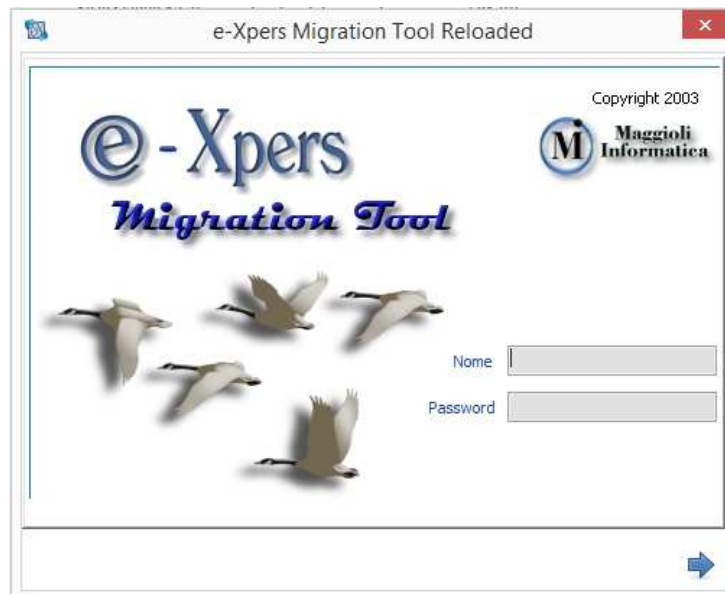 e-Xpers Migration Tool Reloaded
Copyright 2003
e - Xpers
Maggioli
Informatica
Migration Tool
Nome
Password